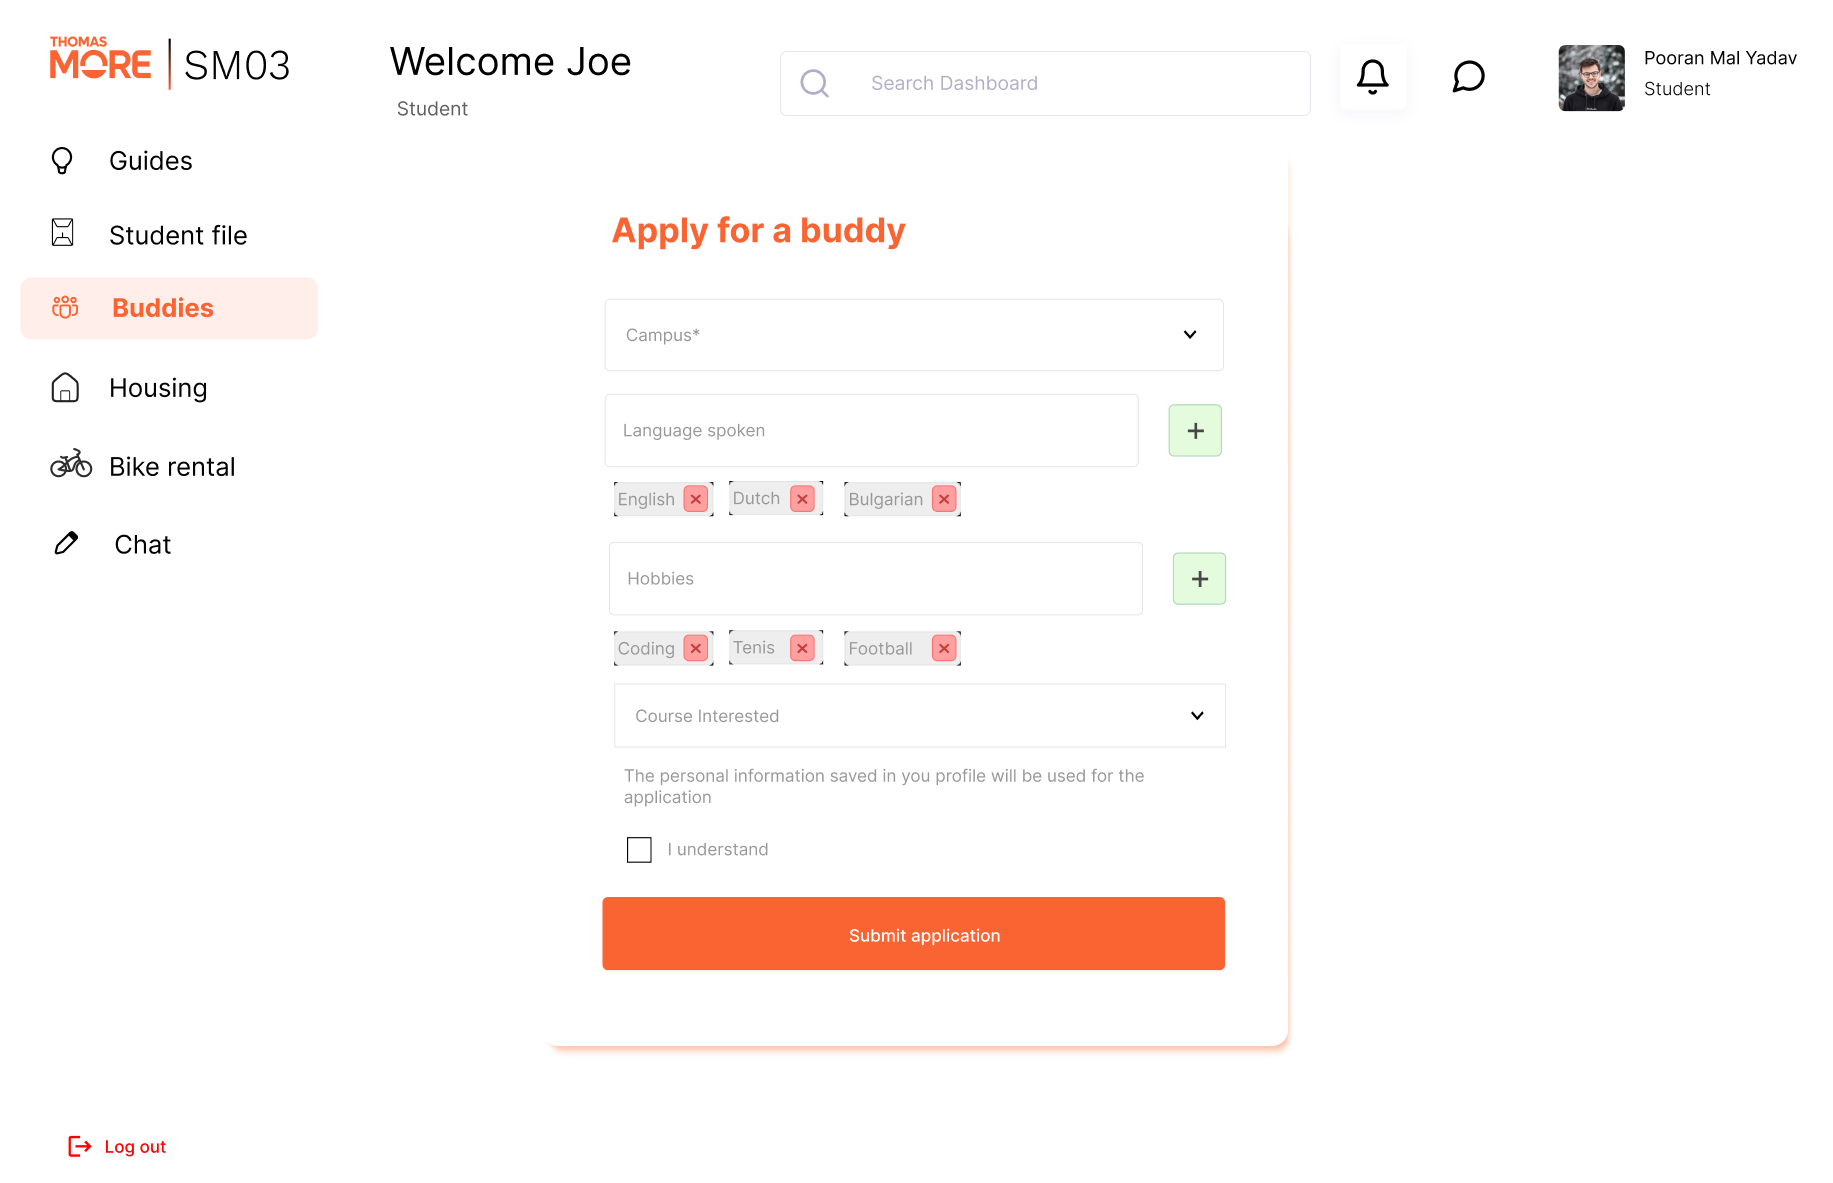 THOMAS
MORE
SM03
Welcome Joe
Student
Search Dashboard
Pooran Mal Yadav
Student
Guides
Student file
Buddies
Housing
Bike rental
Chat
Log out
Apply for a buddy
Campus*
Language spoken
+
English
Dutch
Bulgarian
Hobbies
+
Coding
Tenis
Football
Course Interested
The personal information saved in you profile will be used for the
application
I understand
Submit application